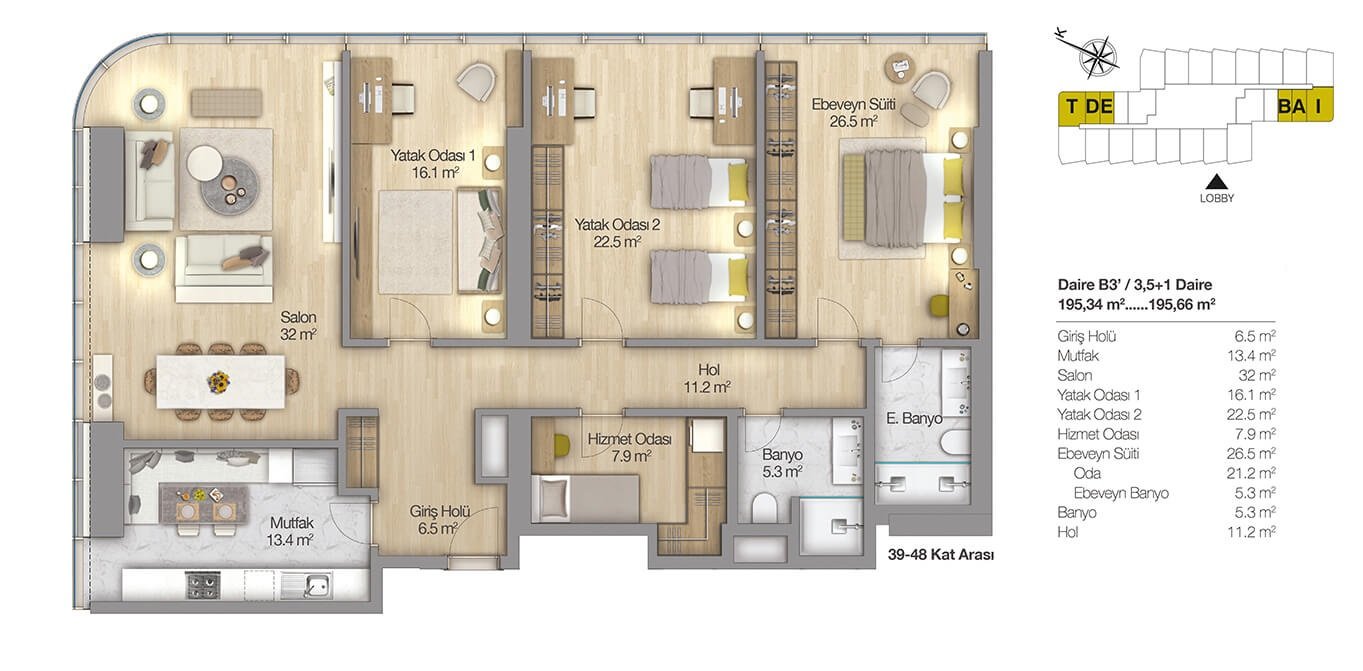 Yatak Odası 1
16.1 m²
Ebeveyn Süiti
26.5 m²
Yatak Odası 2
22.5 m²
Salon
32 m²
Hol
11.2 m²
E. Banyo
Hizmet Odası
7.9 m²
Banyo
5.3 m²
Giriş Holü
6.5 m²
Mutfak
13.4 m²
39-48 Kat Arası
K
T DE
BA I
LOBBY
Daire B3’ / 3,5+1 Daire
195,34 m²......195,66 m²
Giriş Holü 6.5 m²
Mutfak 13.4 m²
Salon 32 m²
Yatak Odası 1 16.1 m²
Yatak Odası 2 22.5 m²
Hizmet Odası 7.9 m²
Ebeveyn Süiti 26.5 m²
Oda 21.2 m²
Ebeveyn Banyo 5.3 m²
Banyo 5.3 m²
Hol 11.2 m²